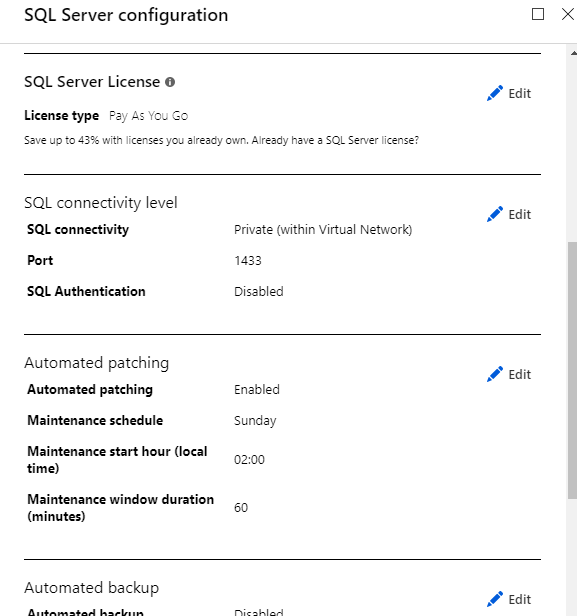 SQL Server configuration
SQL Server License
Edit
License type Pay As You Go
Save up to 43% with licenses you already own. Already have a SQL Server license?
SQL connectivity level
Edit
SQL connectivity Private (within Virtual Network)
Port 1433
SQL Authentication Disabled
Automated patching
Edit
Automated patching Enabled
Maintenance schedule Sunday
Maintenance start hour (local
time) 02:00
Maintenance window duration
(minutes) 60
Automated backup
Edit
Automated backup Disabled